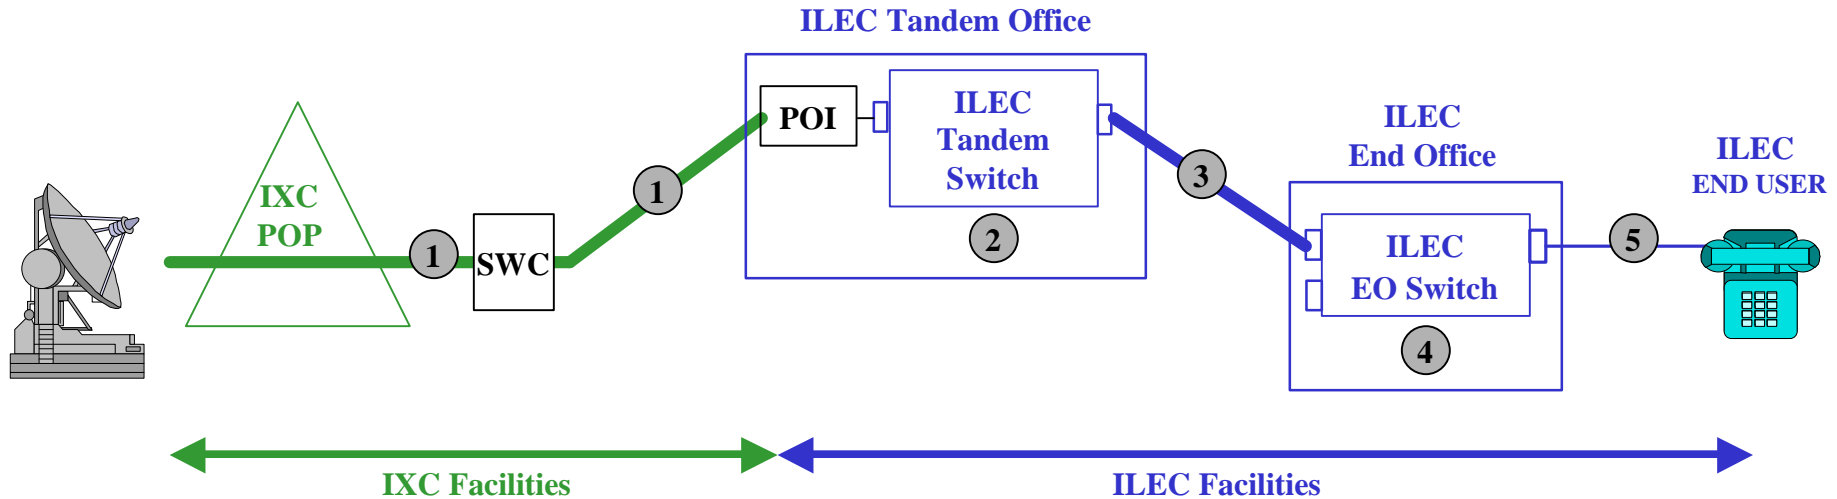 ILEC Tandem Office
POI
ILEC
Tandem
Switch
2
IXC
POP
1
SWC
1
3
ILEC
End Office
ILEC
EO Switch
4
5
ILEC
END USER
IXC Facilities
ILEC Facilities